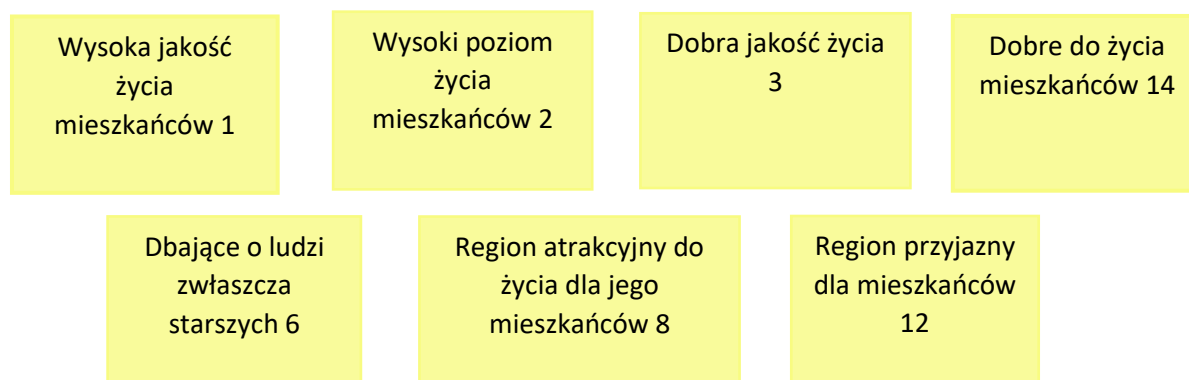 Wysoka jakość
życia
mieszkańców 1
Wysoki poziom
życia
mieszkańców 2
Dobra jakość życia
3
Dobre do życia
mieszkańców 14
Dbające o ludzi
zwłaszcza
starszych 6
Region atrakcyjny do
życia dla jego
mieszkańców 8
Region przyjazny
dla mieszkańców
12